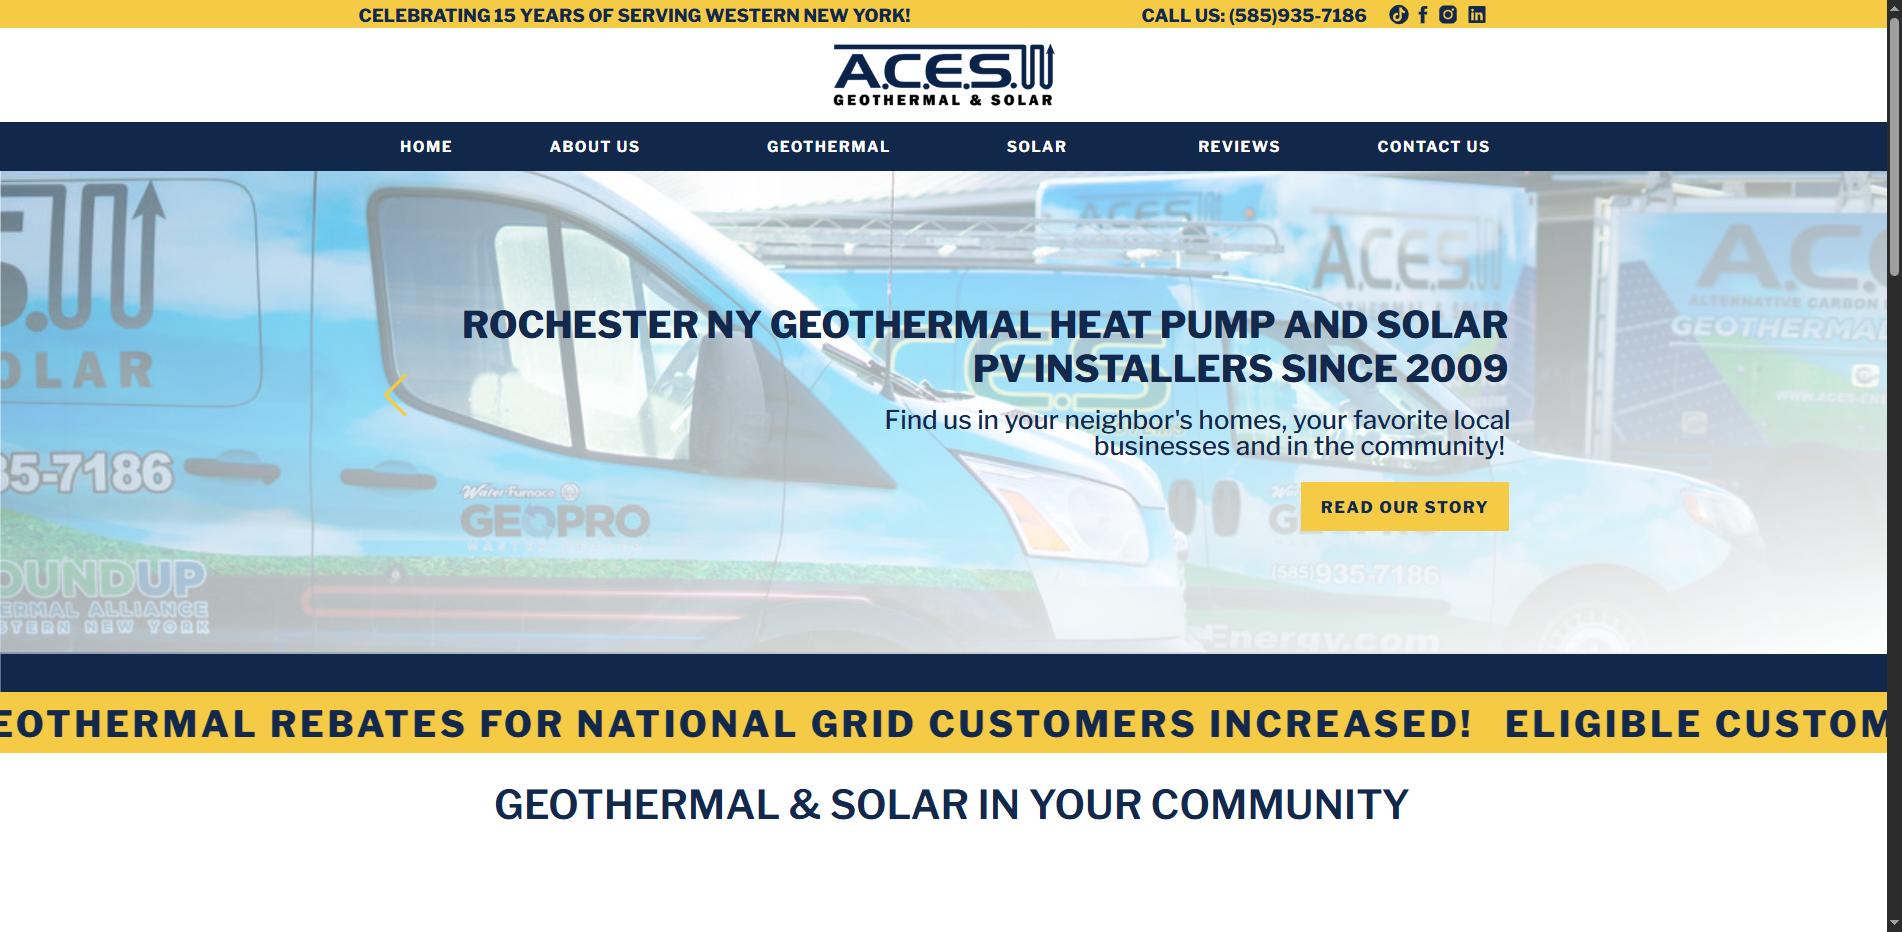 CELEBRATING 15 YEARS OF SERVING WESTERN NEW YORK!
CALL US: (585)935-7186
A.C.E.S.
GEOTHERMAL & SOLAR
HOME
ABOUT US
GEOTHERMAL
SOLAR
REVIEWS
CONTACT US
ROCHESTER NY GEOTHERMAL HEAT PUMP AND SOLAR
PV INSTALLERS SINCE 2009
Find us in your neighbor's homes, your favorite local
businesses and in the community!
READ OUR STORY
ACES
A.C.E.S.
A.C.
ALTERNATIVE CARBON
GEOTHERMAL
OLAR
35-7186
WaterFurnace
GEOPRO
(585)935-7186
Energy.com
OUNDUP
ERMAL ALLIANCE
STERN NEW YORK
EOTHERMAL REBATES FOR NATIONAL GRID CUSTOMERS INCREASED! ELIGIBLE CUSTOM
GEOTHERMAL & SOLAR IN YOUR COMMUNITY